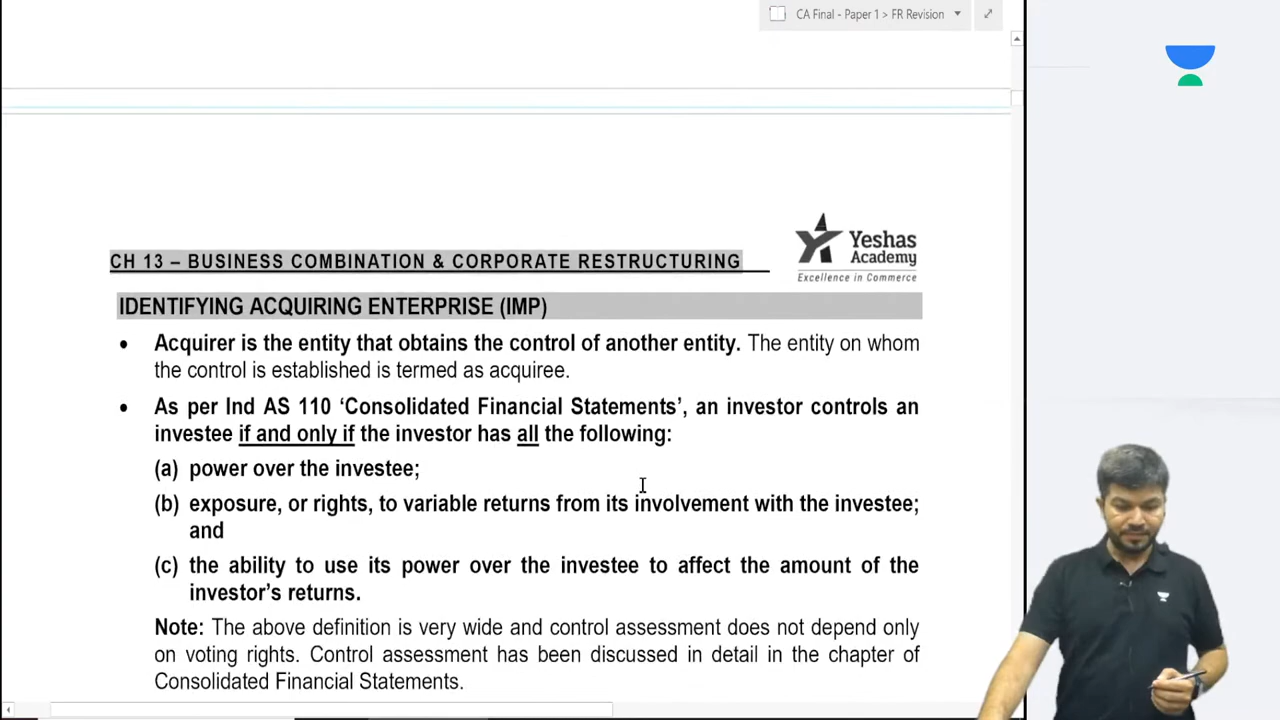 CA Final - Paper 1 > FR Revision
Yeshas
Academy
Excellence in Commerce
CH 13 – BUSINESS COMBINATION & CORPORATE RESTRUCTURING
IDENTIFYING ACQUIRING ENTERPRISE (IMP)
• Acquirer is the entity that obtains the control of another entity. The entity on whom
the control is established is termed as acquiree.
• As per Ind AS 110 ‘Consolidated Financial Statements’, an investor controls an
investee if and only if the investor has all the following:
(a) power over the investee;
(b) exposure, or rights, to variable returns from its involvement with the investee;
and
(c) the ability to use its power over the investee to affect the amount of the
investor’s returns.
Note: The above definition is very wide and control assessment does not depend only
on voting rights. Control assessment has been discussed in detail in the chapter of
Consolidated Financial Statements.